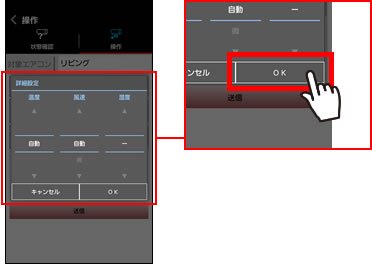 操作
状態確認
操作
対象エアコン
リビング
詳細設定
温度 風速 湿度
自動 自動 ー
キャンセル OK
送信
自動 ー
ンセル OK
送信